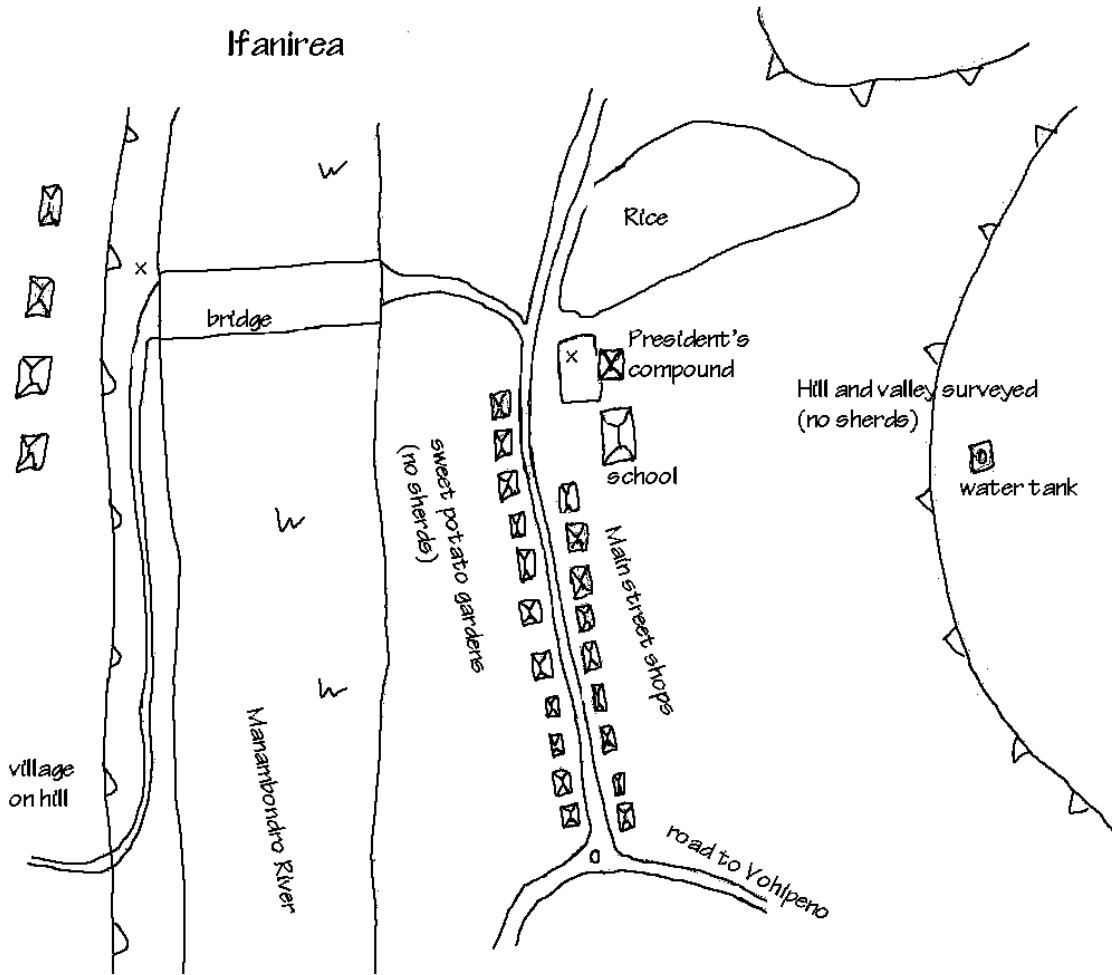 Ifanirea
Rice
bridge
President's
compound
Hill and valley surveyed
(no sherds)
water tank
school
sweet potato gardens
(no sherds)
Main street shops
village
on hill
Manambondro River
road to Vohipeno